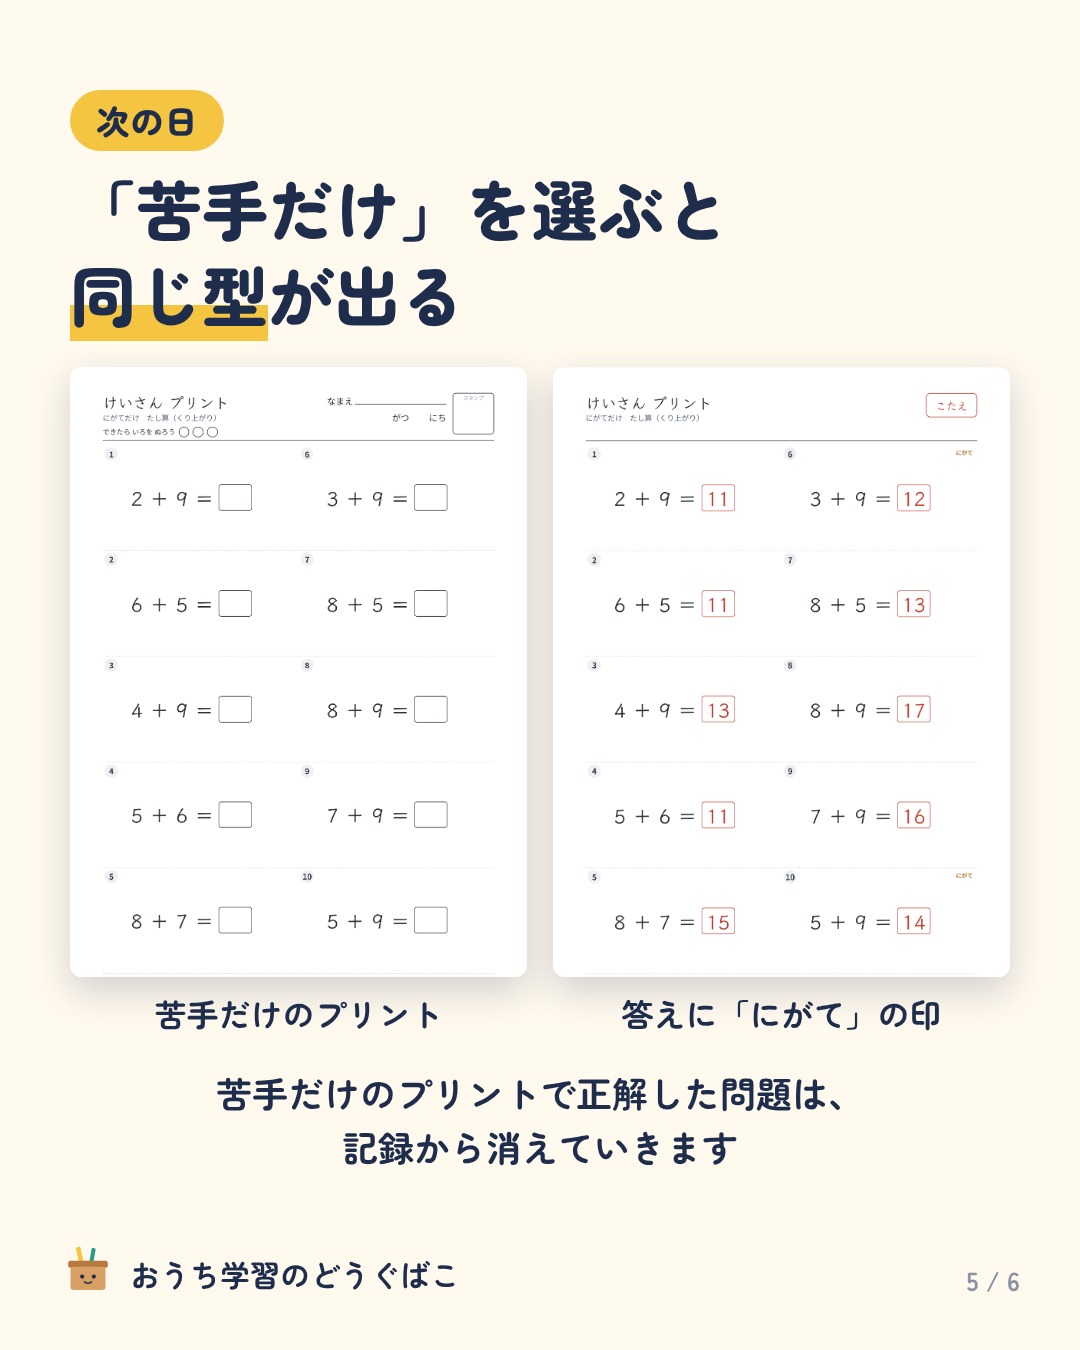 次の日
「苦手だけ」を選ぶと
同じ型が出る
けいさん プリント
にがてだけ たし算（くり上がり）
できたら いろを ぬろう
なまえ
がつ にち
スタンプ
1
2 + 9 =
2
6 + 5 =
3
4 + 9 =
4
5 + 6 =
5
8 + 7 =
6
3 + 9 =
7
8 + 5 =
8
8 + 9 =
9
7 + 9 =
10
5 + 9 =
苦手だけのプリント
けいさん プリント
にがてだけ たし算（くり上がり）
こたえ
1
2 + 9 = 11
2
6 + 5 = 11
3
4 + 9 = 13
4
5 + 6 = 11
5
8 + 7 = 15
6
にがて
3 + 9 = 12
7
8 + 5 = 13
8
8 + 9 = 17
9
7 + 9 = 16
10
にがて
5 + 9 = 14
答えに「にがて」の印
苦手だけのプリントで正解した問題は、
記録から消えていきます
おうち学習のどうぐばこ
5 / 6